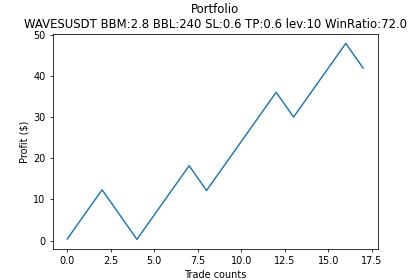 Portfolio
WAVESUSDT BBM:2.8 BBL:240 SL:0.6 TP:0.6 lev:10 WinRatio:72.0
50
40
30
20
10
0
Profit ($)
0.0 2.5 5.0 7.5 10.0 12.5 15.0 17.5
Trade counts